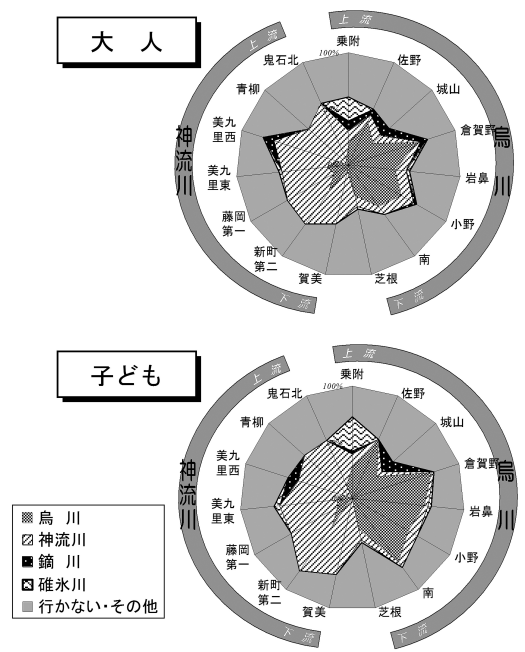 大 人
上 流
上 流
100%
乗附
佐野
城山
倉賀野
岩鼻
小野
南
芝根
賀美
新町
第二
藤岡
第一
美九
里東
美九
里西
青柳
鬼石北
神流川
烏川
下 流
下 流
子ども
上 流
上 流
100%
乗附
佐野
城山
倉賀野
岩鼻
小野
南
芝根
賀美
新町
第二
藤岡
第一
美九
里東
美九
里西
青柳
鬼石北
神流川
烏川
下 流
下 流
烏 川
神流川
鏑 川
碓氷川
行かない・その他